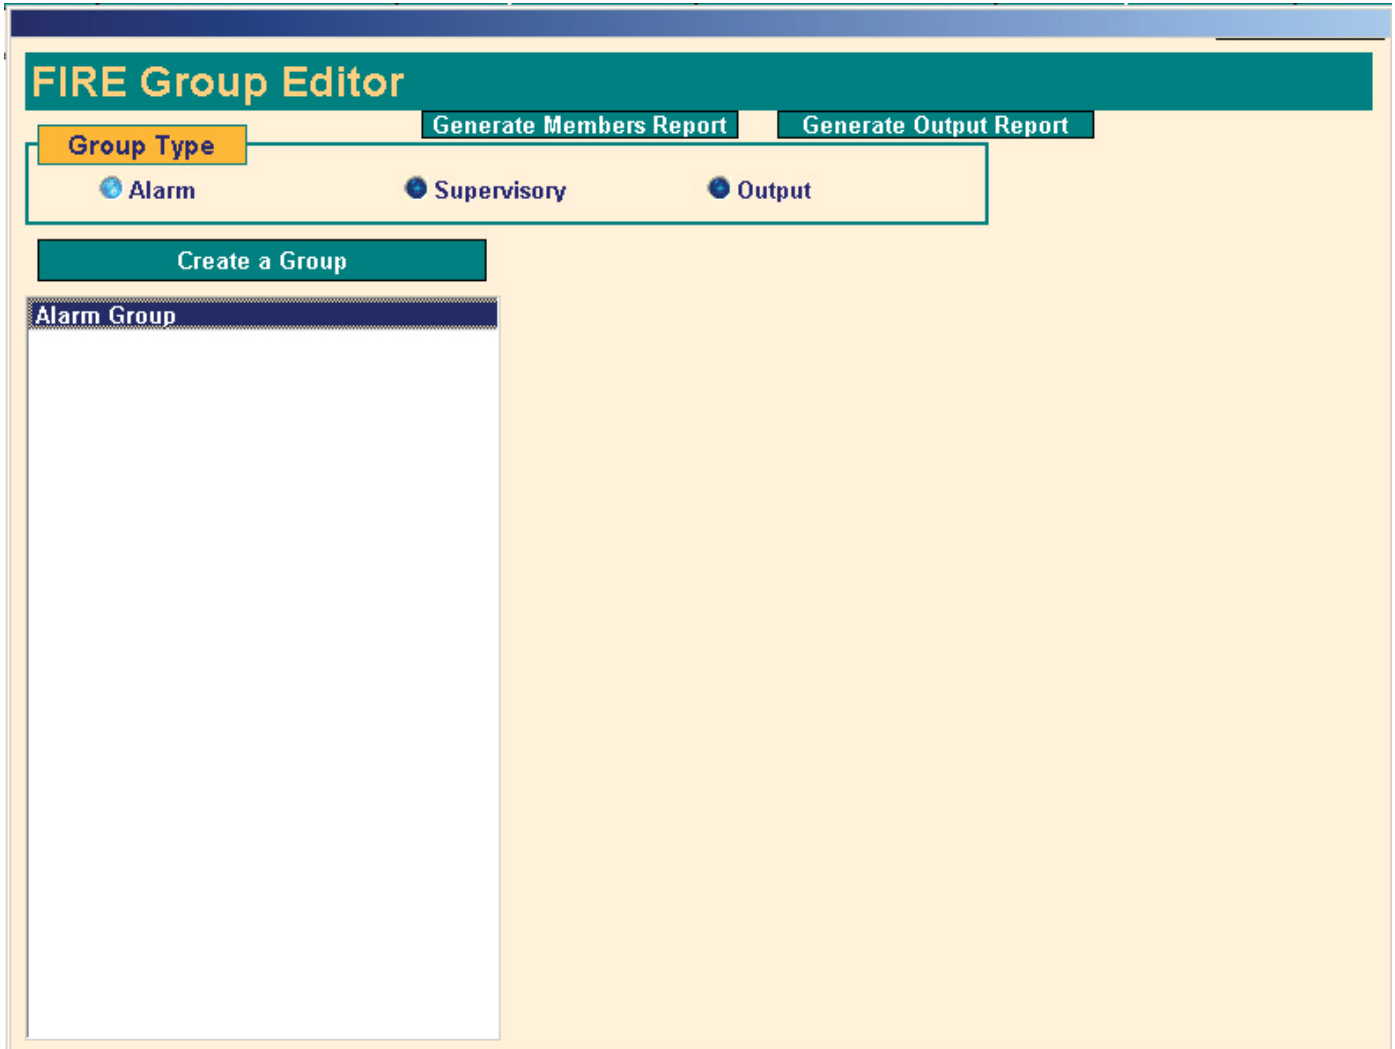 FIRE Group Editor
Generate Members Report Generate Output Report
Group Type
Alarm Supervisory Output
Create a Group
Alarm Group